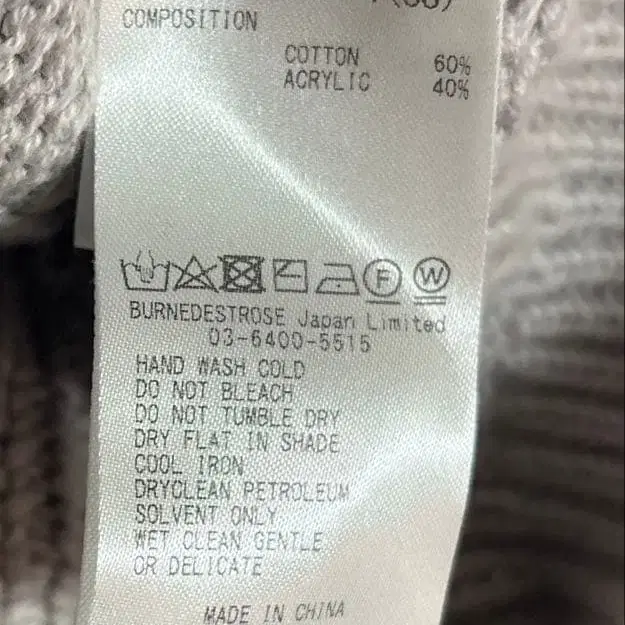 COMPOSITION
COTTON 60%
ACRYLIC 40%
F W
BURNEDESTROSE Japan Limited
03-6400-5515
HAND WASH COLD
DO NOT BLEACH
DO NOT TUMBLE DRY
DRY FLAT IN SHADE
COOL IRON
DRYCLEAN PETROLEUM
SOLVENT ONLY
WET CLEAN GENTLE
OR DELICATE
MADE IN CHINA